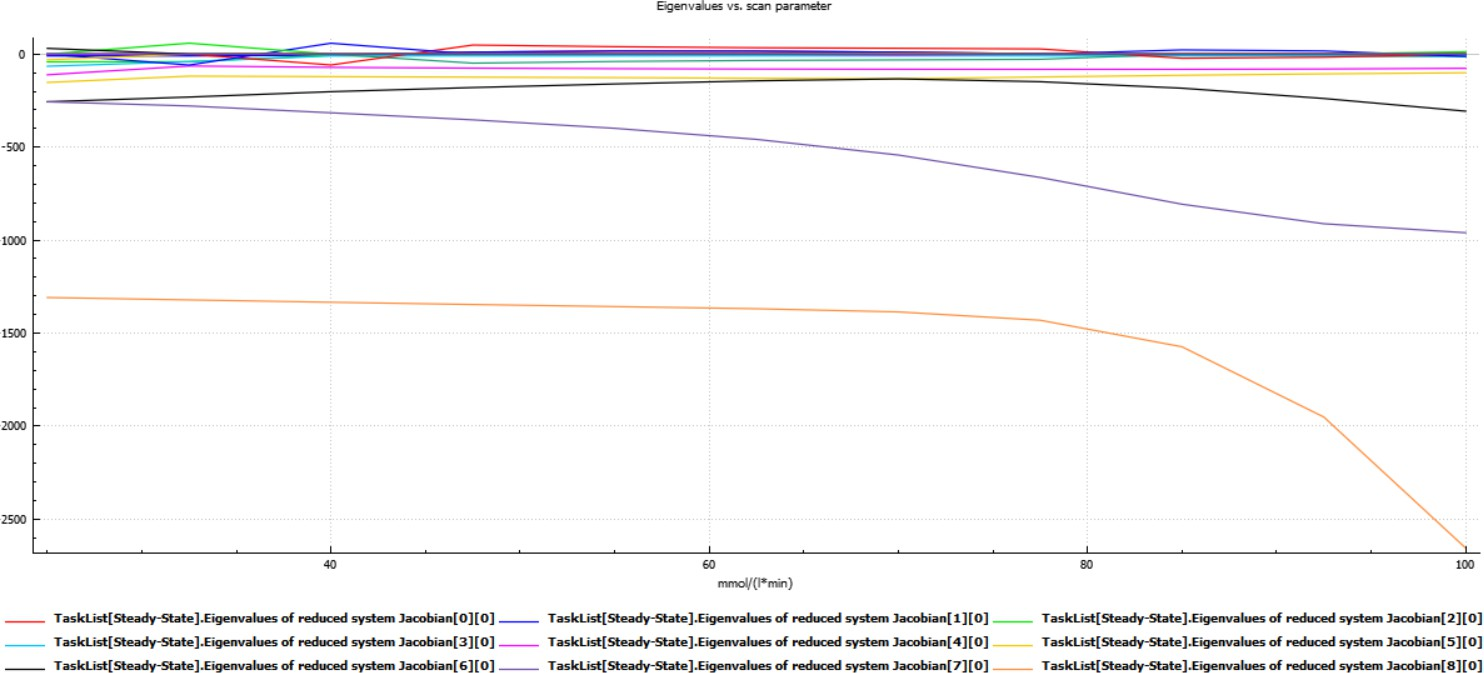 Eigenvalues vs. scan parameter
0
-500
-1000
-1500
-2000
-2500
40 60 80 100
mmol/(l*min)
TaskList[Steady-State].Eigenvalues of reduced system Jacobian[0][0] TaskList[Steady-State].Eigenvalues of reduced system Jacobian[1][0] TaskList[Steady-State].Eigenvalues of reduced system Jacobian[2][0]
TaskList[Steady-State].Eigenvalues of reduced system Jacobian[3][0] TaskList[Steady-State].Eigenvalues of reduced system Jacobian[4][0] TaskList[Steady-State].Eigenvalues of reduced system Jacobian[5][0]
TaskList[Steady-State].Eigenvalues of reduced system Jacobian[6][0] TaskList[Steady-State].Eigenvalues of reduced system Jacobian[7][0] TaskList[Steady-State].Eigenvalues of reduced system Jacobian[8][0]